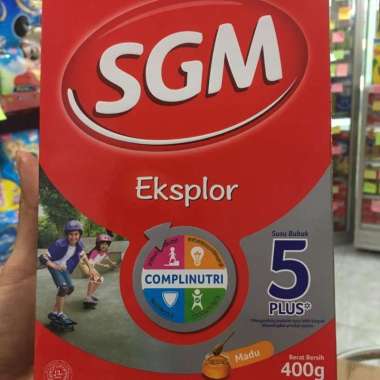 SGM
Eksplor
COMPLINUTRI
Susu Bubuk
5
PLUS
Madu
Berat Bersih
400g